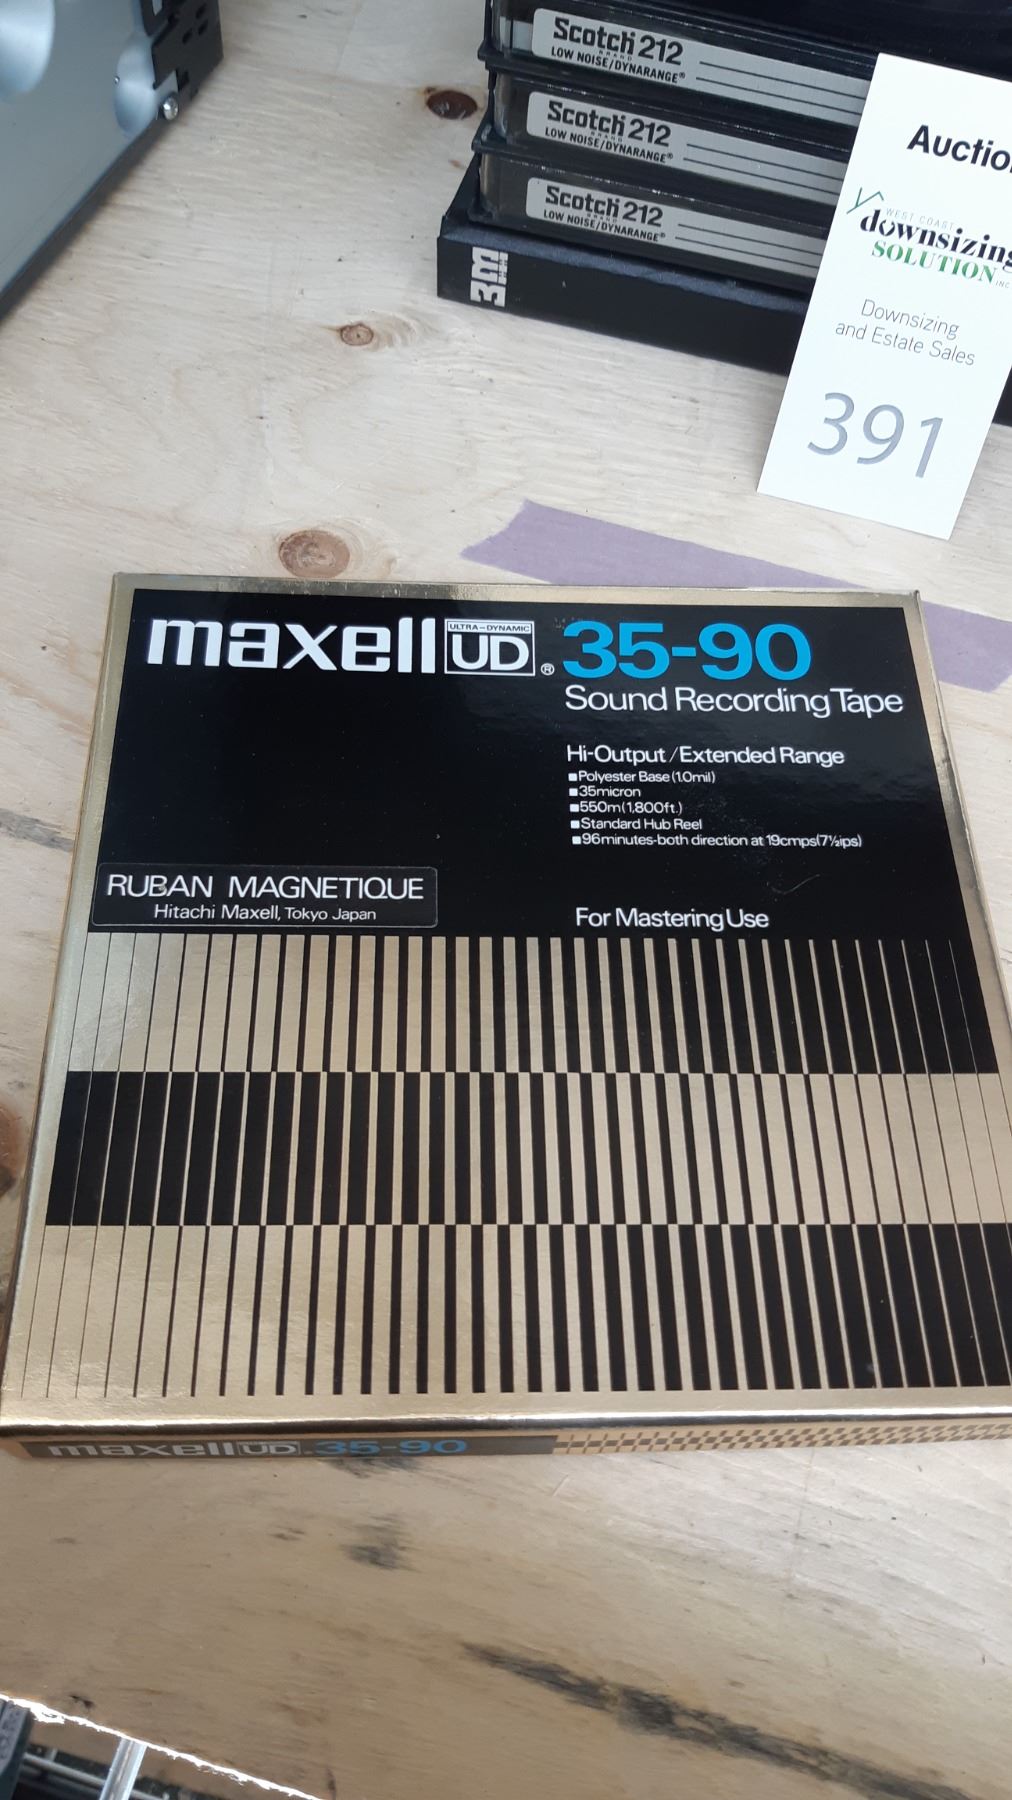 Scotch 212
BRAND
LOW NOISE/DYNARANGE®
Scotch 212
BRAND
LOW NOISE/DYNARANGE®
Scotch 212
BRAND
LOW NOISE/DYNARANGE®
3M
WEST COAST
downsizing
SOLUTION INC
Downsizing
and Estate Sales
391
maxell ULTRA-DYNAMIC UD® 35-90
Sound Recording Tape
Hi-Output/Extended Range
■Polyester Base (1.0mil)
■35micron
■550m(1,800ft.)
■Standard Hub Reel
■96minutes-both direction at 19cmps(7½ips)
RUBAN MAGNETIQUE
Hitachi Maxell, Tokyo Japan
For Mastering Use
maxell UD 35-90